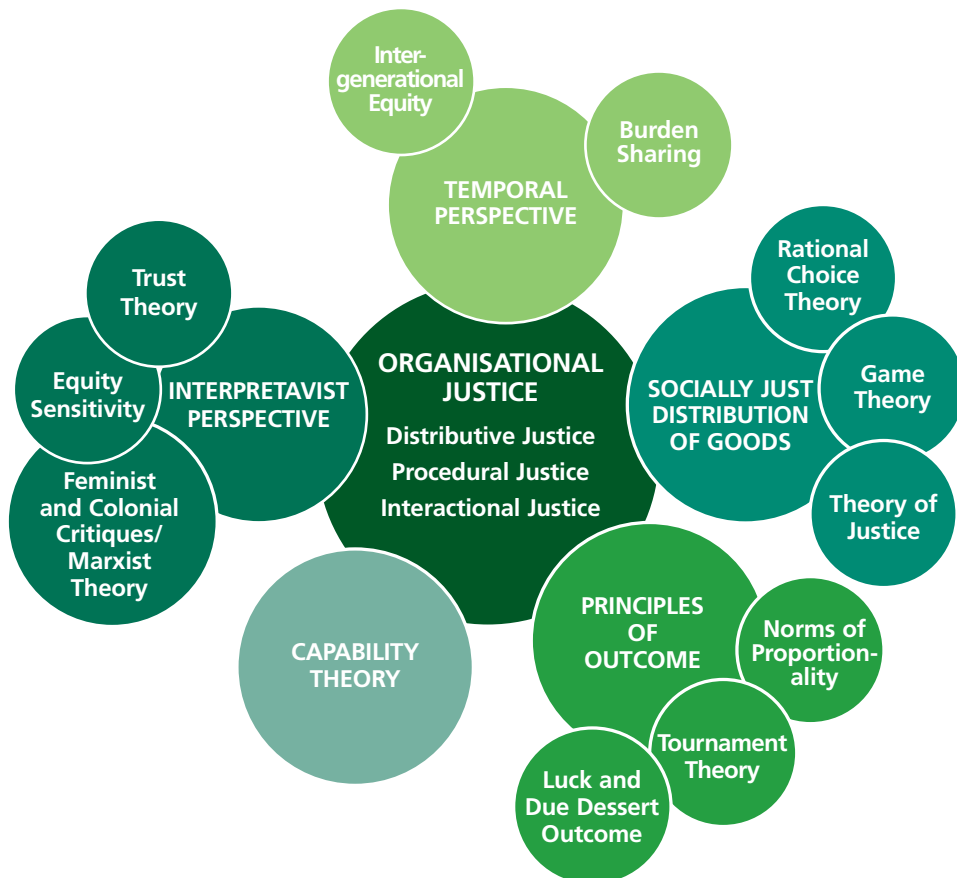 Inter-
generational
Equity
Burden
Sharing
TEMPORAL
PERSPECTIVE
Trust
Theory
Equity
Sensitivity
Feminist
and Colonial
Critiques/
Marxist
Theory
INTERPRETAVIST
PERSPECTIVE
ORGANISATIONAL
JUSTICE
Distributive Justice
Procedural Justice
Interactional Justice
Rational
Choice
Theory
Game
Theory
Theory of
Justice
SOCIALLY JUST
DISTRIBUTION
OF GOODS
CAPABILITY
THEORY
PRINCIPLES
OF
OUTCOME
Norms of
Proportion-
ality
Tournament
Theory
Luck and
Due Dessert
Outcome